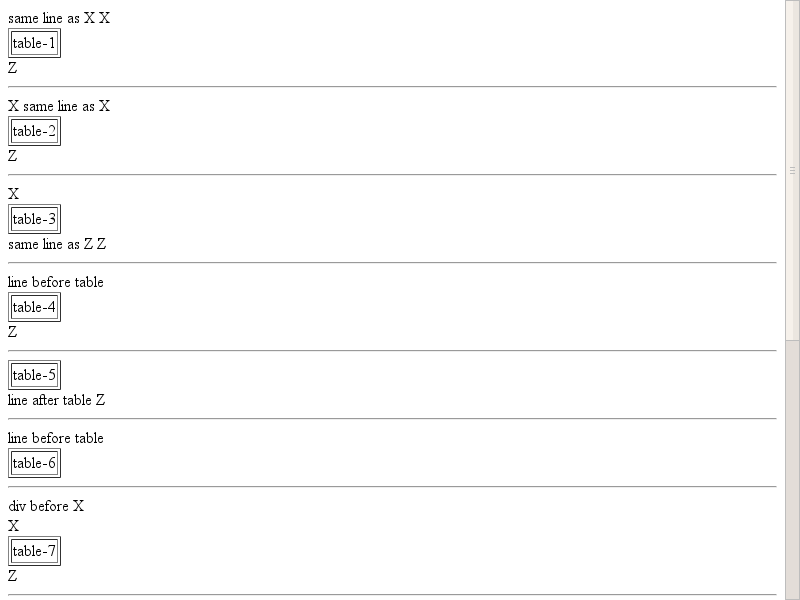 same line as X X
table-1
Z
X same line as X
table-2
Z
X
table-3
same line as Z Z
line before table
table-4
Z
table-5
line after table Z
line before table
table-6
div before X
X
table-7
Z